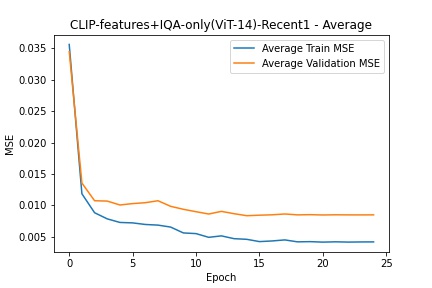 CLIP-features+IQA-only(ViT-14)-Recent1 - Average
Average Train MSE
Average Validation MSE
0.035
0.030
0.025
0.020
0.015
0.010
0.005
MSE
0 5 10 15 20 25
Epoch